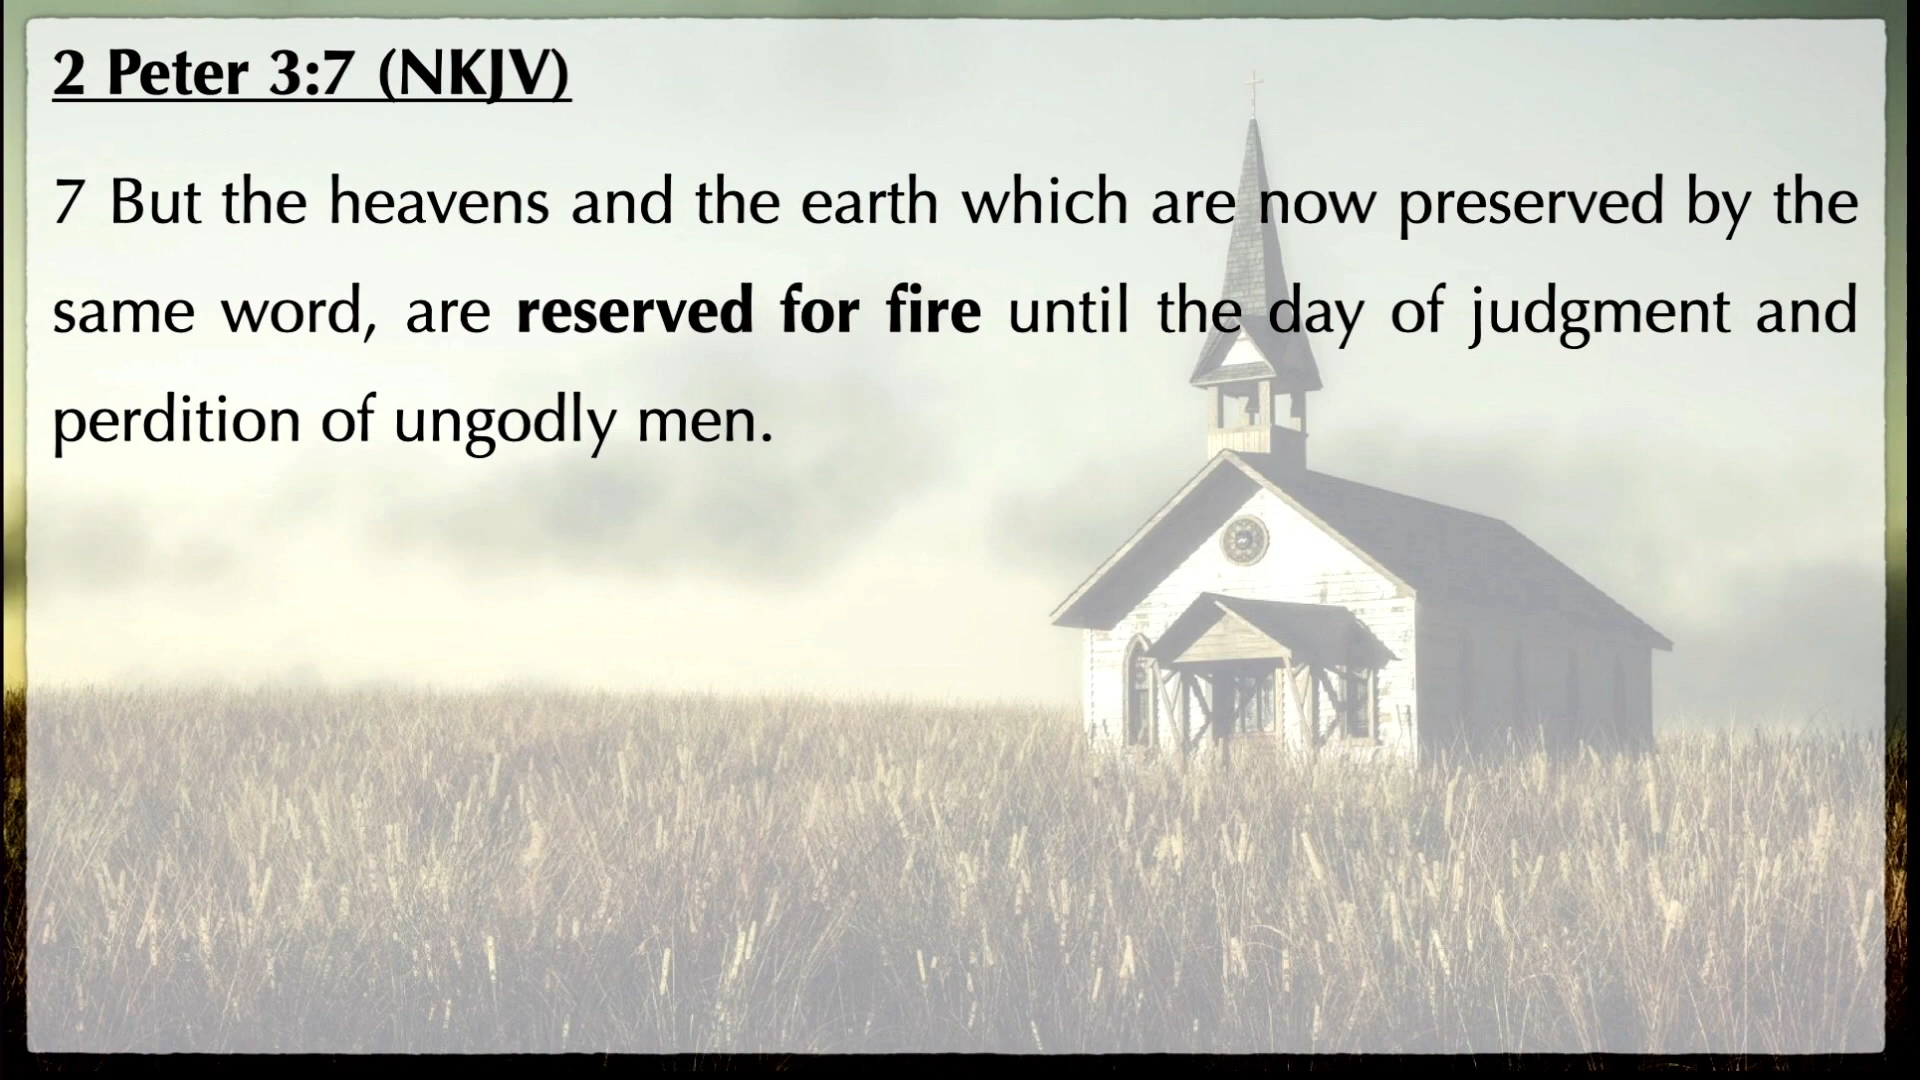 2 Peter 3:7 (NKJV)
7 But the heavens and the earth which are now preserved by the
same word, are reserved for fire until the day of judgment and
perdition of ungodly men.